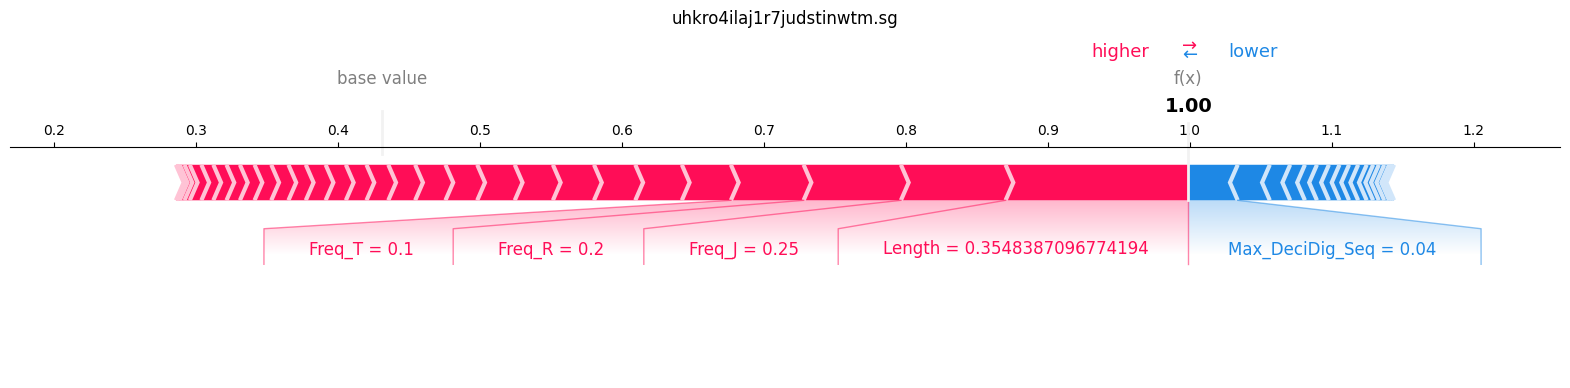 uhkro4ilaj1r7judstinwtm.sg
higher → ← lower
base value
f(x)
1.00
0.2 0.3 0.4 0.5 0.6 0.7 0.8 0.9 1.0 1.1 1.2
Freq_T = 0.1 Freq_R = 0.2 Freq_J = 0.25 Length = 0.3548387096774194 Max_DeciDig_Seq = 0.04